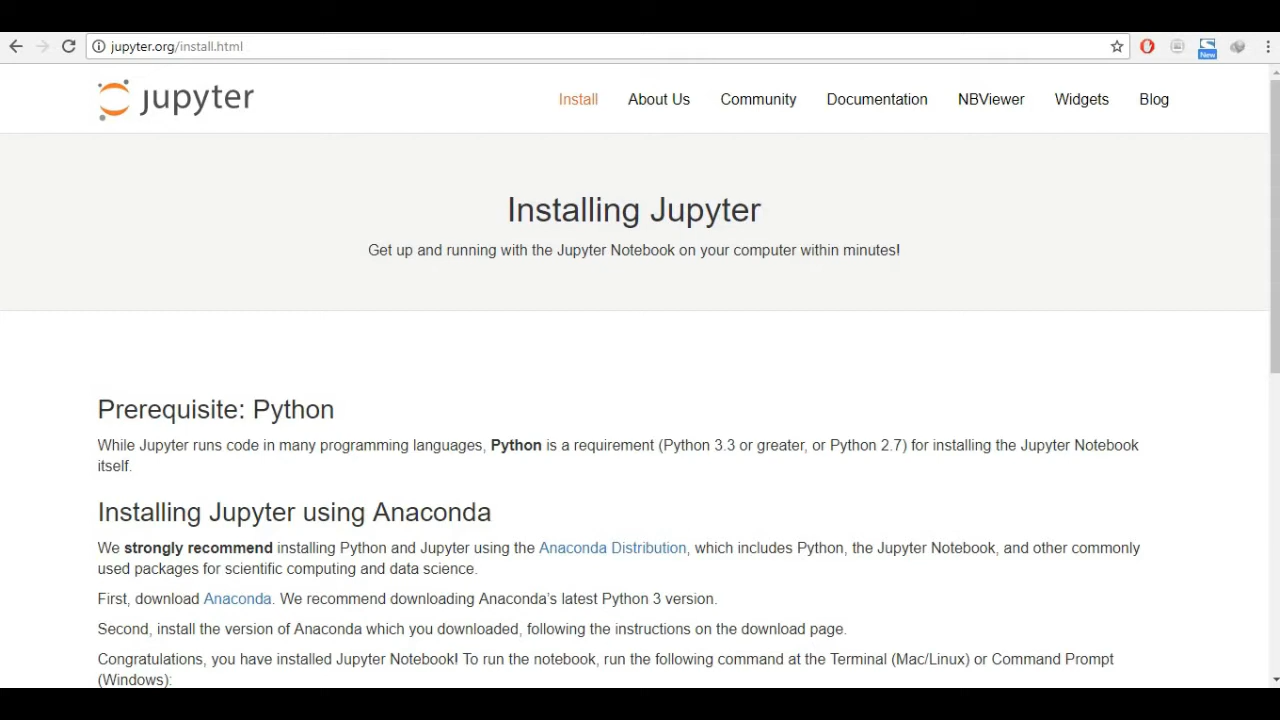 jupyter.org/install.html
New
jupyter
Install About Us Community Documentation NBViewer Widgets Blog
Installing Jupyter
Get up and running with the Jupyter Notebook on your computer within minutes!
Prerequisite: Python
While Jupyter runs code in many programming languages, Python is a requirement (Python 3.3 or greater, or Python 2.7) for installing the Jupyter Notebook
itself.
Installing Jupyter using Anaconda
We strongly recommend installing Python and Jupyter using the Anaconda Distribution, which includes Python, the Jupyter Notebook, and other commonly
used packages for scientific computing and data science.
First, download Anaconda. We recommend downloading Anaconda’s latest Python 3 version.
Second, install the version of Anaconda which you downloaded, following the instructions on the download page.
Congratulations, you have installed Jupyter Notebook! To run the notebook, run the following command at the Terminal (Mac/Linux) or Command Prompt
(Windows):